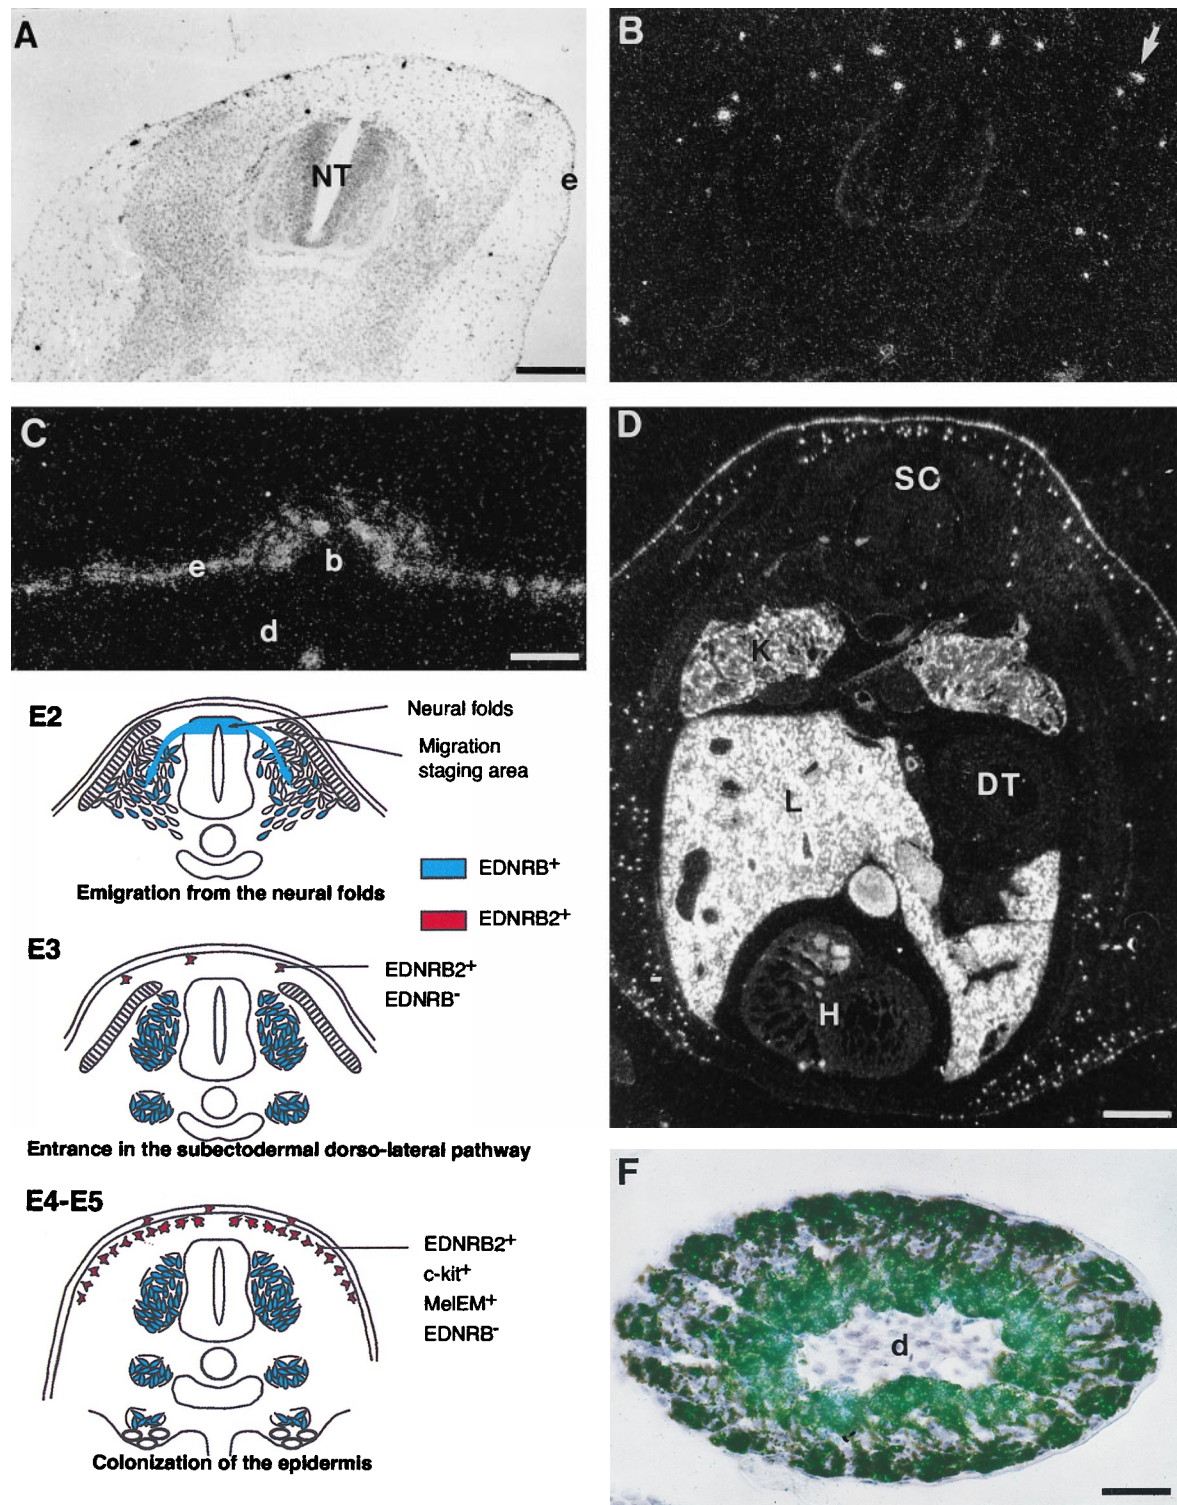 A
NT
e
B
C
e
b
d
D
SC
K
L
DT
H
E2
Neural folds
Migration
staging area
Emigration from the neural folds
EDNRB+
EDNRB2+
E3
EDNRB2+
EDNRB-
Entrance in the subectodermal dorso-lateral pathway
E4-E5
EDNRB2+
c-kit+
MelEM+
EDNRB-
Colonization of the epidermis
F
d